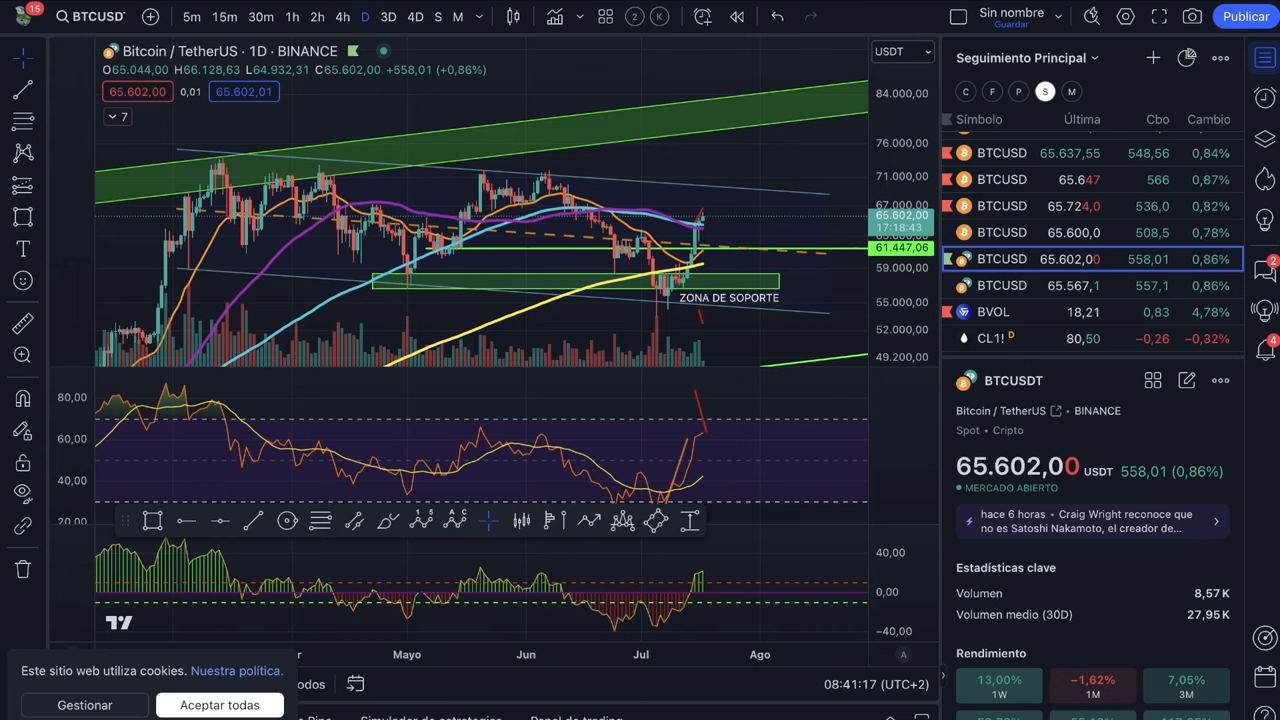 15
BTCUSDT
5m 15m 30m 1h 2h 4h D 3D 4D S M
2
K
Sin nombre
Guardar
Publicar
Bitcoin / TetherUS · 1D · BINANCE
O65.044,00 H66.128,63 L64.932,31 C65.602,00 +558,01 (+0,86%)
65.602,00 0,01 65.602,01
7
USDT
84.000,00
76.000,00
71.000,00
67.000,00
65.602,00
17:18:43
61.447,06
59.000,00
55.000,00
52.000,00
49.200,00
ZONA DE SOPORTE
80,00
60,00
40,00
20,00
40,00
0,00
−40,00
Mayo Jun Jul Ago
A
08:41:17 (UTC+2)
Este sitio web utiliza cookies. Nuestra política.
Gestionar
Aceptar todas
Seguimiento Principal
C F P S M
Símbolo Última Cbo Cambio
BTCUSD 65.637,55 548,56 0,84%
BTCUSD 65.647 566 0,87%
BTCUSD 65.724,0 536,0 0,82%
BTCUSD 65.600,0 508,5 0,78%
BTCUSD 65.602,00 558,01 0,86%
BTCUSD 65.567,1 557,1 0,86%
BVOL 18,21 0,83 4,78%
CL1! D 80,50 −0,26 −0,32%
BTCUSDT
Bitcoin / TetherUS • BINANCE
Spot • Cripto
65.602,00 USDT 558,01 (0,86%)
MERCADO ABIERTO
hace 6 horas • Craig Wright reconoce que
no es Satoshi Nakamoto, el creador de…
Estadísticas clave
Volumen 8,57 K
Volumen medio (30D) 27,95 K
Rendimiento
13,00% −1,62% 7,05%
1W 1M 3M
2
4